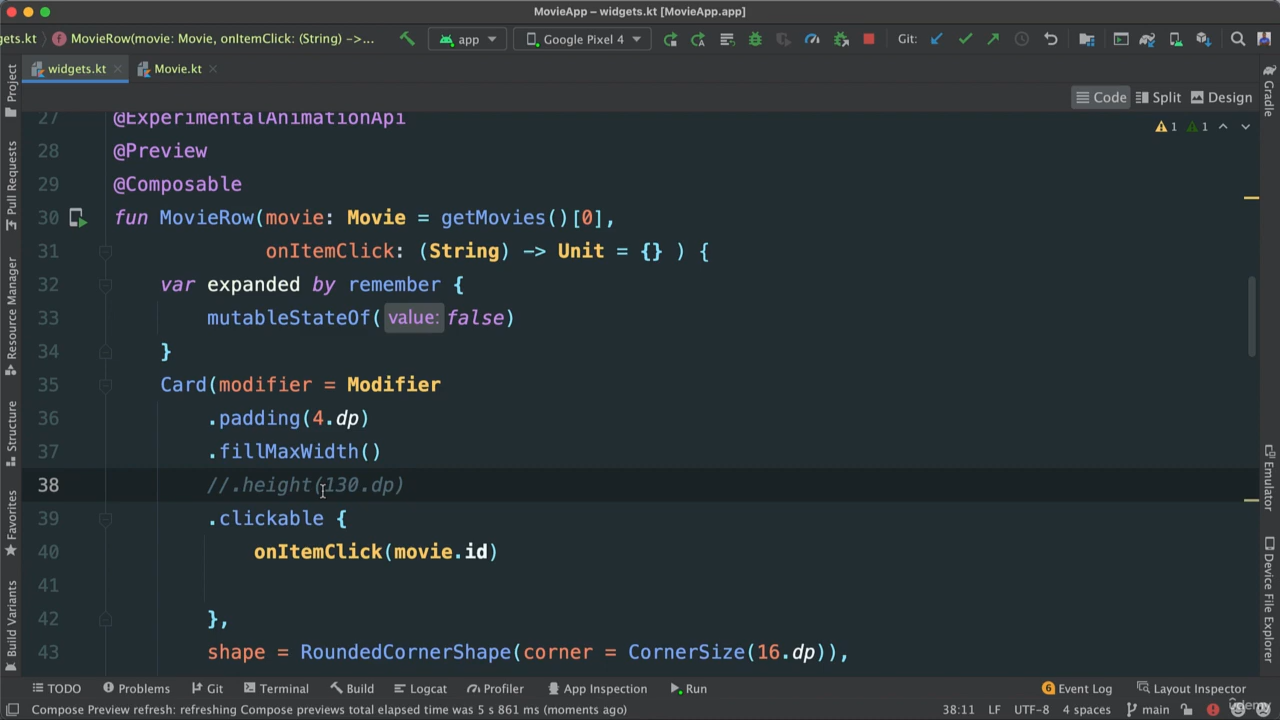 MovieApp – widgets.kt [MovieApp.app]
ets.kt MovieRow(movie: Movie, onItemClick: (String) ->... app Google Pixel 4 Git:
widgets.kt Movie.kt
Code Split Design
27 @ExperimentalAnimationApi
1 1
28 @Preview
29 @Composable
30 fun MovieRow(movie: Movie = getMovies()[0],
31 onItemClick: (String) -> Unit = {} ) {
32 var expanded by remember {
33 mutableStateOf( value: false)
34 }
35 Card(modifier = Modifier
36 .padding(4.dp)
37 .fillMaxWidth()
38 //.height(130.dp)
39 .clickable {
40 onItemClick(movie.id)
41
42 },
43 shape = RoundedCornerShape(corner = CornerSize(16.dp)),
Project
Pull Requests
Resource Manager
Structure
Favorites
Build Variants
Gradle
Emulator
Device File Explorer
TODO Problems Git Terminal Build Logcat Profiler App Inspection Run 6 Event Log Layout Inspector
Compose Preview refresh: refreshing Compose previews total elapsed time was 5 s 861 ms (moments ago) 38:11 LF UTF-8 4 spaces main
Udemy